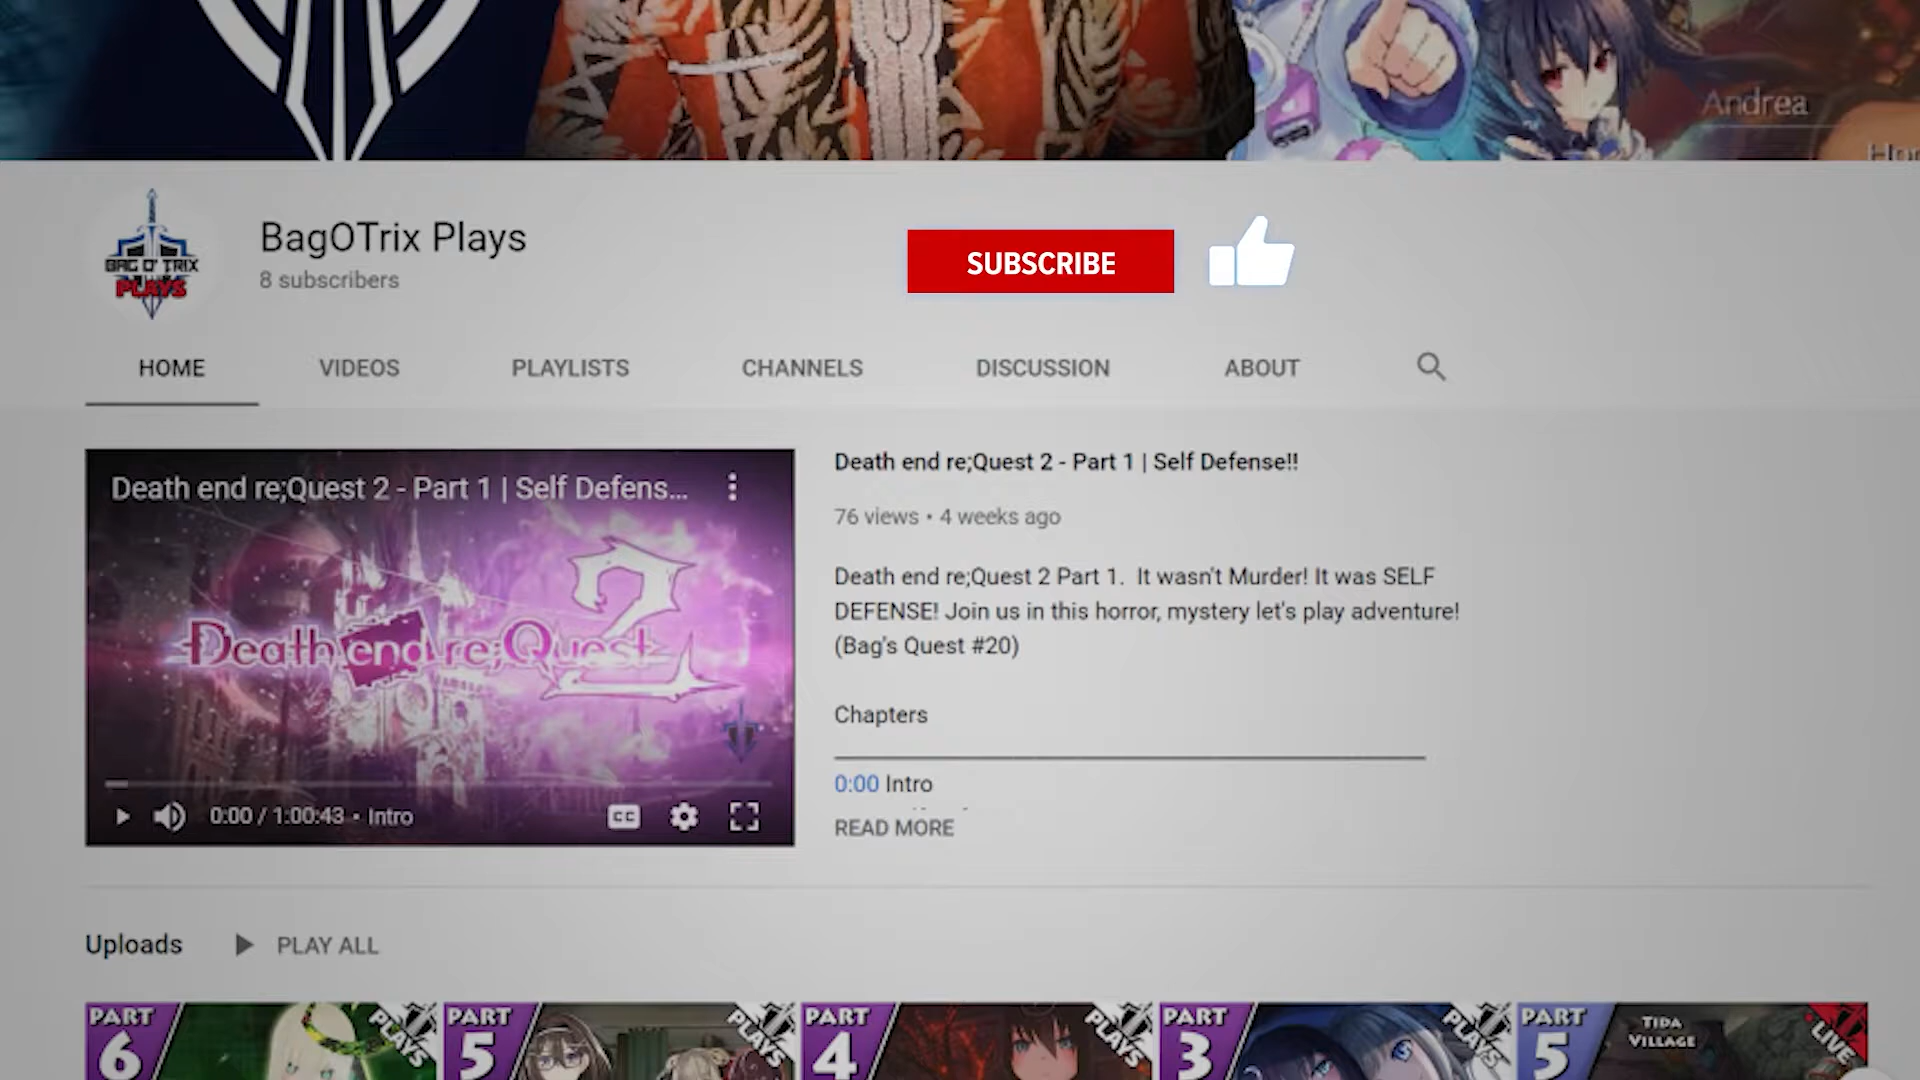 Andrea
BAG O' TRIX
PLAYS
BagOTrix Plays
8 subscribers
SUBSCRIBE
HOME
VIDEOS
PLAYLISTS
CHANNELS
DISCUSSION
ABOUT
Death end re;Quest 2 - Part 1 | Self Defens...
Death end re;Quest
2
0:00 / 1:00:43 • Intro
CC
Death end re;Quest 2 - Part 1 | Self Defense!!
76 views • 4 weeks ago
Death end re;Quest 2 Part 1.  It wasn't Murder! It was SELF
DEFENSE! Join us in this horror, mystery let's play adventure!
(Bag's Quest #20)
Chapters
0:00 Intro
READ MORE
Uploads
PLAY ALL
PART
6
PLAYS
PART
5
PLAYS
PART
4
PLAYS
PART
3
PLAYS
PART
5
TIDA
VILLAGE
LIVE